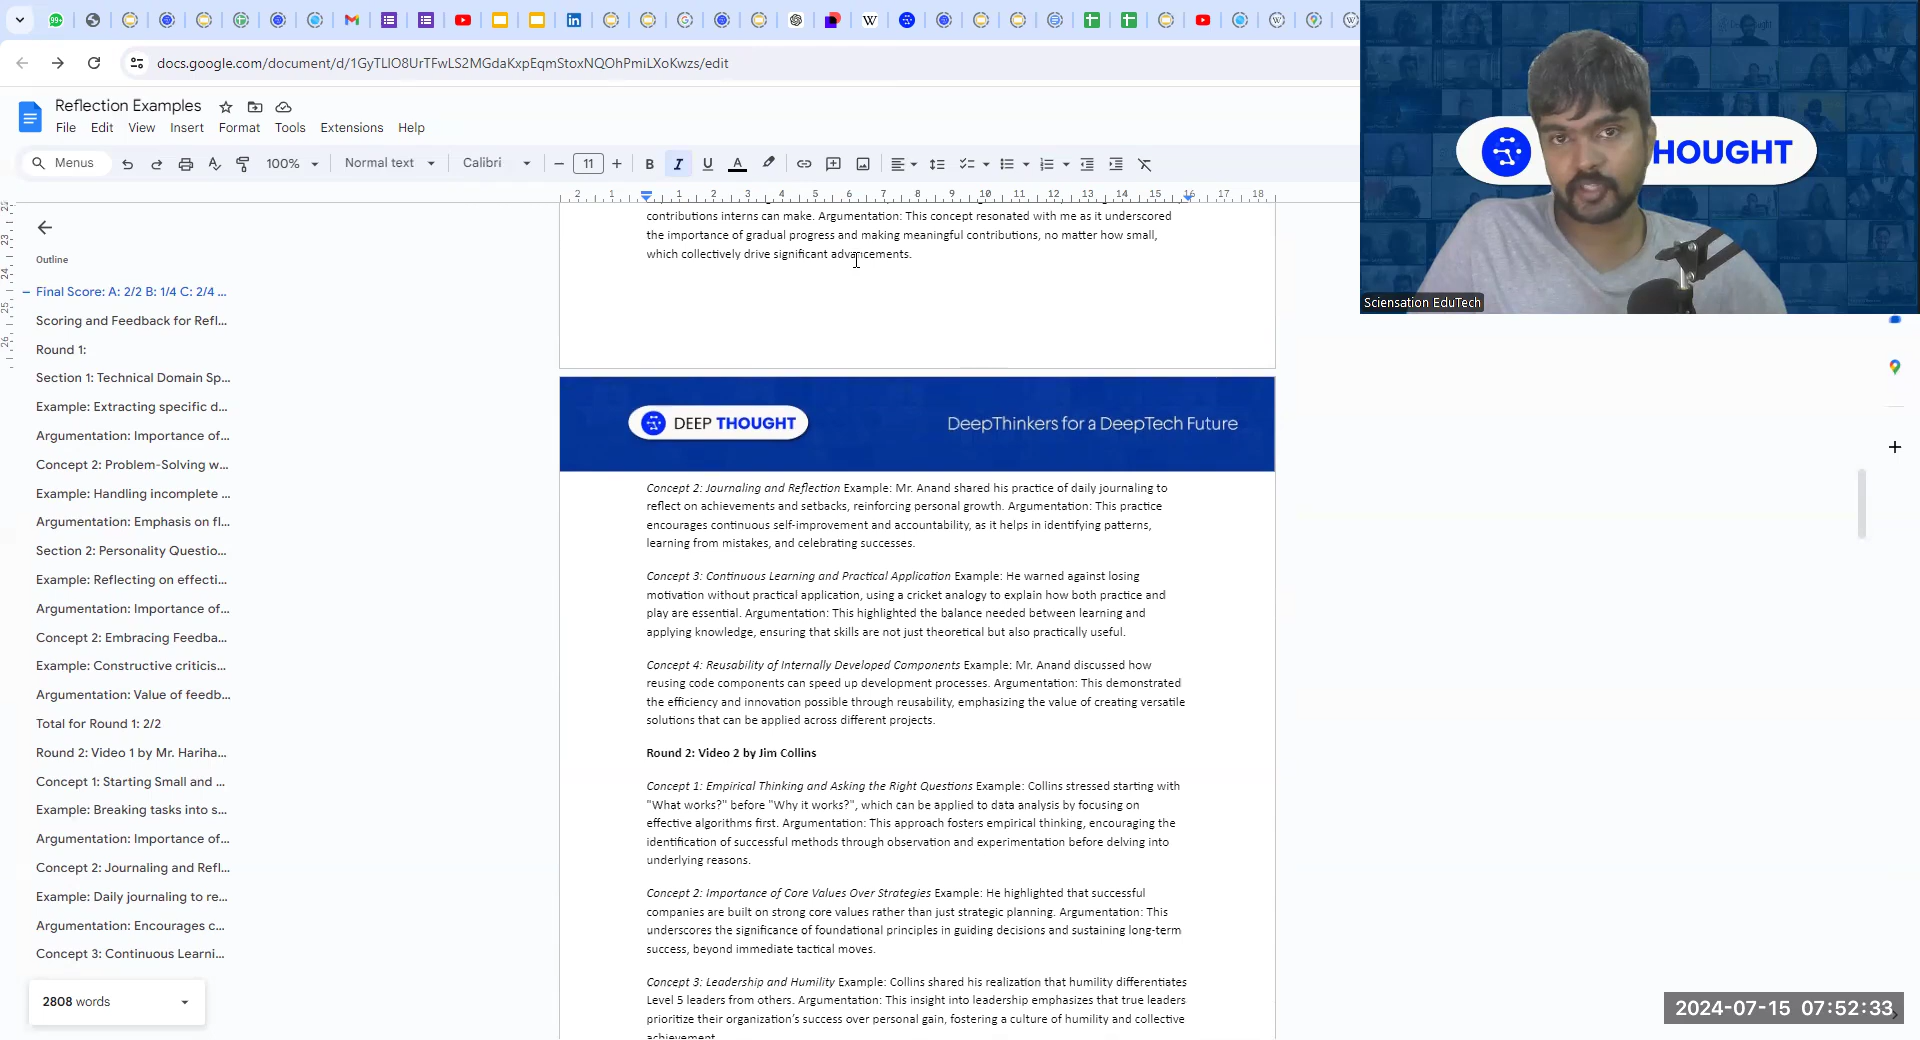 docs.google.com/document/d/1GyTLIO8UrTFwLS2MGdaKxpEqmStoxNQOhPmiLXoKwzs/edit
Reflection Examples
File Edit View Insert Format Tools Extensions Help
Menus 100% Normal text Calibri 11
2 1 1 2 3 4 5 6 7 8 9 10 11 12 13 14 15 16 17 18
Outline
Final Score: A: 2/2 B: 1/4 C: 2/4 ...
Scoring and Feedback for Refl...
Round 1:
Section 1: Technical Domain Sp...
Example: Extracting specific d...
Argumentation: Importance of...
Concept 2: Problem-Solving w...
Example: Handling incomplete ...
Argumentation: Emphasis on fl...
Section 2: Personality Questio...
Example: Reflecting on effecti...
Argumentation: Importance of...
Concept 2: Embracing Feedba...
Example: Constructive criticis...
Argumentation: Value of feedb...
Total for Round 1: 2/2
Round 2: Video 1 by Mr. Hariha...
Concept 1: Starting Small and ...
Example: Breaking tasks into s...
Argumentation: Importance of...
Concept 2: Journaling and Refl...
Example: Daily journaling to re...
Argumentation: Encourages c...
Concept 3: Continuous Learni...
2808 words
contributions interns can make. Argumentation: This concept resonated with me as it underscored
the importance of gradual progress and making meaningful contributions, no matter how small,
which collectively drive significant advancements.
DEEP THOUGHT
DeepThinkers for a DeepTech Future
Concept 2: Journaling and Reflection Example: Mr. Anand shared his practice of daily journaling to
reflect on achievements and setbacks, reinforcing personal growth. Argumentation: This practice
encourages continuous self-improvement and accountability, as it helps in identifying patterns,
learning from mistakes, and celebrating successes.
Concept 3: Continuous Learning and Practical Application Example: He warned against losing
motivation without practical application, using a cricket analogy to explain how both practice and
play are essential. Argumentation: This highlighted the balance needed between learning and
applying knowledge, ensuring that skills are not just theoretical but also practically useful.
Concept 4: Reusability of Internally Developed Components Example: Mr. Anand discussed how
reusing code components can speed up development processes. Argumentation: This demonstrated
the efficiency and innovation possible through reusability, emphasizing the value of creating versatile
solutions that can be applied across different projects.
Round 2: Video 2 by Jim Collins
Concept 1: Empirical Thinking and Asking the Right Questions Example: Collins stressed starting with
"What works?" before "Why it works?", which can be applied to data analysis by focusing on
effective algorithms first. Argumentation: This approach fosters empirical thinking, encouraging the
identification of successful methods through observation and experimentation before delving into
underlying reasons.
Concept 2: Importance of Core Values Over Strategies Example: He highlighted that successful
companies are built on strong core values rather than just strategic planning. Argumentation: This
underscores the significance of foundational principles in guiding decisions and sustaining long-term
success, beyond immediate tactical moves.
Concept 3: Leadership and Humility Example: Collins shared his realization that humility differentiates
Level 5 leaders from others. Argumentation: This insight into leadership emphasizes that true leaders
prioritize their organization's success over personal gain, fostering a culture of humility and collective
achievement.
HOUGHT
Sciensation EduTech
2024-07-15 07:52:33